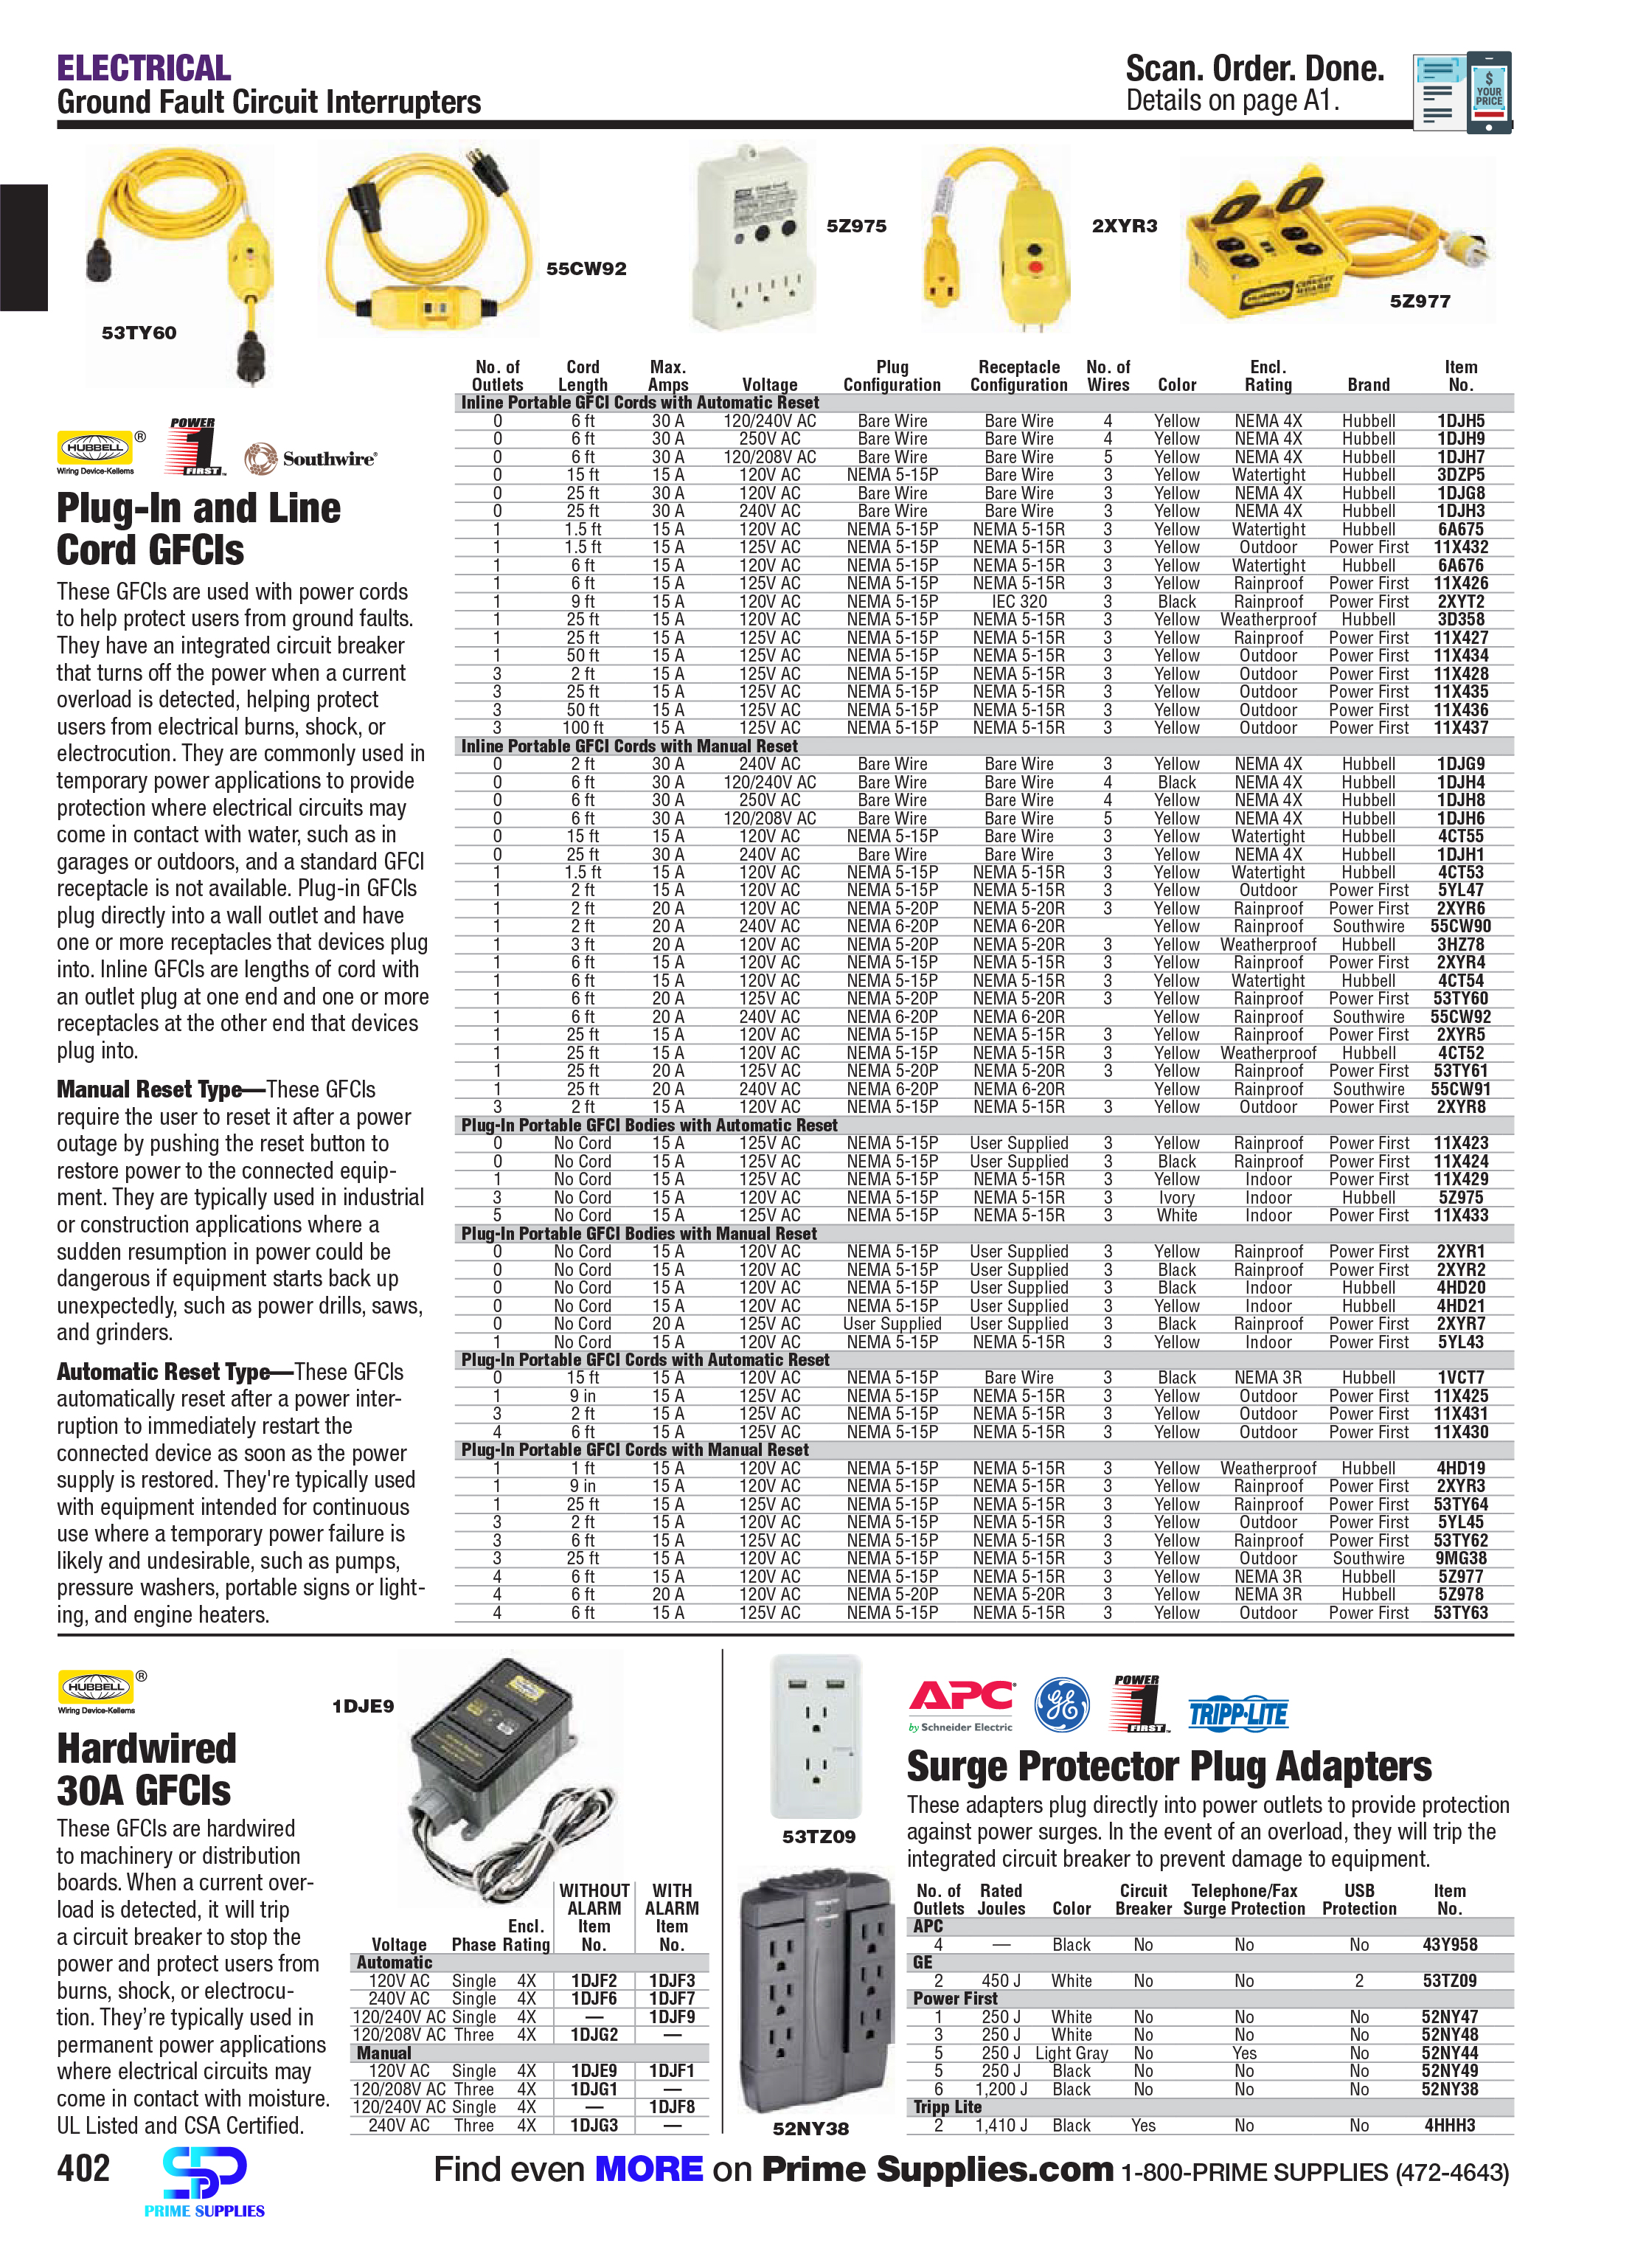 ELECTRICAL
Ground Fault Circuit Interrupters
Scan. Order. Done.
Details on page A1.
$
YOUR
PRICE
53TY60
55CW92
5Z975
2XYR3
5Z977
HUBBELL ®
Wiring Device-Kellems
POWER
1
FIRST™
Southwire®
Plug-In and Line
Cord GFCIs
These GFCIs are used with power cords
to help protect users from ground faults.
They have an integrated circuit breaker
that turns off the power when a current
overload is detected, helping protect
users from electrical burns, shock, or
electrocution. They are commonly used in
temporary power applications to provide
protection where electrical circuits may
come in contact with water, such as in
garages or outdoors, and a standard GFCI
receptacle is not available. Plug-in GFCIs
plug directly into a wall outlet and have
one or more receptacles that devices plug
into. Inline GFCIs are lengths of cord with
an outlet plug at one end and one or more
receptacles at the other end that devices
plug into.
Manual Reset Type—These GFCIs
require the user to reset it after a power
outage by pushing the reset button to
restore power to the connected equip-
ment. They are typically used in industrial
or construction applications where a
sudden resumption in power could be
dangerous if equipment starts back up
unexpectedly, such as power drills, saws,
and grinders.
Automatic Reset Type—These GFCIs
automatically reset after a power inter-
ruption to immediately restart the
connected device as soon as the power
supply is restored. They're typically used
with equipment intended for continuous
use where a temporary power failure is
likely and undesirable, such as pumps,
pressure washers, portable signs or light-
ing, and engine heaters.
No. of Cord Max. Plug Receptacle No. of Encl. Item
Outlets Length Amps Voltage Configuration Configuration Wires Color Rating Brand No.
Inline Portable GFCI Cords with Automatic Reset
0 6 ft 30 A 120/240V AC Bare Wire Bare Wire 4 Yellow NEMA 4X Hubbell 1DJH5
0 6 ft 30 A 250V AC Bare Wire Bare Wire 4 Yellow NEMA 4X Hubbell 1DJH9
0 6 ft 30 A 120/208V AC Bare Wire Bare Wire 5 Yellow NEMA 4X Hubbell 1DJH7
0 15 ft 15 A 120V AC NEMA 5-15P Bare Wire 3 Yellow Watertight Hubbell 3DZP5
0 25 ft 30 A 120V AC Bare Wire Bare Wire 3 Yellow NEMA 4X Hubbell 1DJG8
0 25 ft 30 A 240V AC Bare Wire Bare Wire 3 Yellow NEMA 4X Hubbell 1DJH3
1 1.5 ft 15 A 120V AC NEMA 5-15P NEMA 5-15R 3 Yellow Watertight Hubbell 6A675
1 1.5 ft 15 A 125V AC NEMA 5-15P NEMA 5-15R 3 Yellow Outdoor Power First 11X432
1 6 ft 15 A 120V AC NEMA 5-15P NEMA 5-15R 3 Yellow Watertight Hubbell 6A676
1 6 ft 15 A 125V AC NEMA 5-15P NEMA 5-15R 3 Yellow Rainproof Power First 11X426
1 9 ft 15 A 120V AC NEMA 5-15P IEC 320 3 Black Rainproof Power First 2XYT2
1 25 ft 15 A 120V AC NEMA 5-15P NEMA 5-15R 3 Yellow Weatherproof Hubbell 3D358
1 25 ft 15 A 125V AC NEMA 5-15P NEMA 5-15R 3 Yellow Rainproof Power First 11X427
1 50 ft 15 A 125V AC NEMA 5-15P NEMA 5-15R 3 Yellow Outdoor Power First 11X434
3 2 ft 15 A 125V AC NEMA 5-15P NEMA 5-15R 3 Yellow Outdoor Power First 11X428
3 25 ft 15 A 125V AC NEMA 5-15P NEMA 5-15R 3 Yellow Outdoor Power First 11X435
3 50 ft 15 A 125V AC NEMA 5-15P NEMA 5-15R 3 Yellow Outdoor Power First 11X436
3 100 ft 15 A 125V AC NEMA 5-15P NEMA 5-15R 3 Yellow Outdoor Power First 11X437
Inline Portable GFCI Cords with Manual Reset
0 2 ft 30 A 240V AC Bare Wire Bare Wire 3 Yellow NEMA 4X Hubbell 1DJG9
0 6 ft 30 A 120/240V AC Bare Wire Bare Wire 4 Black NEMA 4X Hubbell 1DJH4
0 6 ft 30 A 250V AC Bare Wire Bare Wire 4 Yellow NEMA 4X Hubbell 1DJH8
0 6 ft 30 A 120/208V AC Bare Wire Bare Wire 5 Yellow NEMA 4X Hubbell 1DJH6
0 15 ft 15 A 120V AC NEMA 5-15P Bare Wire 3 Yellow Watertight Hubbell 4CT55
0 25 ft 30 A 240V AC Bare Wire Bare Wire 3 Yellow NEMA 4X Hubbell 1DJH1
1 1.5 ft 15 A 120V AC NEMA 5-15P NEMA 5-15R 3 Yellow Watertight Hubbell 4CT53
1 2 ft 15 A 120V AC NEMA 5-15P NEMA 5-15R 3 Yellow Outdoor Power First 5YL47
1 2 ft 20 A 120V AC NEMA 5-20P NEMA 5-20R 3 Yellow Rainproof Power First 2XYR6
1 2 ft 20 A 240V AC NEMA 6-20P NEMA 6-20R Yellow Rainproof Southwire 55CW90
1 3 ft 20 A 120V AC NEMA 5-20P NEMA 5-20R 3 Yellow Weatherproof Hubbell 3HZ78
1 6 ft 15 A 120V AC NEMA 5-15P NEMA 5-15R 3 Yellow Rainproof Power First 2XYR4
1 6 ft 15 A 120V AC NEMA 5-15P NEMA 5-15R 3 Yellow Watertight Hubbell 4CT54
1 6 ft 20 A 125V AC NEMA 5-20P NEMA 5-20R 3 Yellow Rainproof Power First 53TY60
1 6 ft 20 A 240V AC NEMA 6-20P NEMA 6-20R Yellow Rainproof Southwire 55CW92
1 25 ft 15 A 120V AC NEMA 5-15P NEMA 5-15R 3 Yellow Rainproof Power First 2XYR5
1 25 ft 15 A 120V AC NEMA 5-15P NEMA 5-15R 3 Yellow Weatherproof Hubbell 4CT52
1 25 ft 20 A 125V AC NEMA 5-20P NEMA 5-20R 3 Yellow Rainproof Power First 53TY61
1 25 ft 20 A 240V AC NEMA 6-20P NEMA 6-20R Yellow Rainproof Southwire 55CW91
3 2 ft 15 A 120V AC NEMA 5-15P NEMA 5-15R 3 Yellow Outdoor Power First 2XYR8
Plug-In Portable GFCI Bodies with Automatic Reset
0 No Cord 15 A 125V AC NEMA 5-15P User Supplied 3 Yellow Rainproof Power First 11X423
0 No Cord 15 A 125V AC NEMA 5-15P User Supplied 3 Black Rainproof Power First 11X424
1 No Cord 15 A 125V AC NEMA 5-15P NEMA 5-15R 3 Yellow Indoor Power First 11X429
3 No Cord 15 A 120V AC NEMA 5-15P NEMA 5-15R 3 Ivory Indoor Hubbell 5Z975
5 No Cord 15 A 125V AC NEMA 5-15P NEMA 5-15R 3 White Indoor Power First 11X433
Plug-In Portable GFCI Bodies with Manual Reset
0 No Cord 15 A 120V AC NEMA 5-15P User Supplied 3 Yellow Rainproof Power First 2XYR1
0 No Cord 15 A 120V AC NEMA 5-15P User Supplied 3 Black Rainproof Power First 2XYR2
0 No Cord 15 A 120V AC NEMA 5-15P User Supplied 3 Black Indoor Hubbell 4HD20
0 No Cord 15 A 120V AC NEMA 5-15P User Supplied 3 Yellow Indoor Hubbell 4HD21
0 No Cord 20 A 125V AC User Supplied User Supplied 3 Black Rainproof Power First 2XYR7
1 No Cord 15 A 120V AC NEMA 5-15P NEMA 5-15R 3 Yellow Indoor Power First 5YL43
Plug-In Portable GFCI Cords with Automatic Reset
0 15 ft 15 A 120V AC NEMA 5-15P Bare Wire 3 Black NEMA 3R Hubbell 1VCT7
1 9 in 15 A 125V AC NEMA 5-15P NEMA 5-15R 3 Yellow Outdoor Power First 11X425
3 2 ft 15 A 125V AC NEMA 5-15P NEMA 5-15R 3 Yellow Outdoor Power First 11X431
4 6 ft 15 A 125V AC NEMA 5-15P NEMA 5-15R 3 Yellow Outdoor Power First 11X430
Plug-In Portable GFCI Cords with Manual Reset
1 1 ft 15 A 120V AC NEMA 5-15P NEMA 5-15R 3 Yellow Weatherproof Hubbell 4HD19
1 9 in 15 A 120V AC NEMA 5-15P NEMA 5-15R 3 Yellow Rainproof Power First 2XYR3
1 25 ft 15 A 125V AC NEMA 5-15P NEMA 5-15R 3 Yellow Rainproof Power First 53TY64
3 2 ft 15 A 120V AC NEMA 5-15P NEMA 5-15R 3 Yellow Outdoor Power First 5YL45
3 6 ft 15 A 125V AC NEMA 5-15P NEMA 5-15R 3 Yellow Rainproof Power First 53TY62
3 25 ft 15 A 120V AC NEMA 5-15P NEMA 5-15R 3 Yellow Outdoor Southwire 9MG38
4 6 ft 15 A 120V AC NEMA 5-15P NEMA 5-15R 3 Yellow NEMA 3R Hubbell 5Z977
4 6 ft 20 A 120V AC NEMA 5-20P NEMA 5-20R 3 Yellow NEMA 3R Hubbell 5Z978
4 6 ft 15 A 125V AC NEMA 5-15P NEMA 5-15R 3 Yellow Outdoor Power First 53TY63
HUBBELL ®
Wiring Device-Kellems
1DJE9
Hardwired
30A GFCIs
These GFCIs are hardwired
to machinery or distribution
boards. When a current over-
load is detected, it will trip
a circuit breaker to stop the
power and protect users from
burns, shock, or electrocu-
tion. They’re typically used in
permanent power applications
where electrical circuits may
come in contact with moisture.
UL Listed and CSA Certified.
WITHOUT WITH
ALARM ALARM
Encl. Item Item
Voltage Phase Rating No. No.
Automatic
120V AC Single 4X 1DJF2 1DJF3
240V AC Single 4X 1DJF6 1DJF7
120/240V AC Single 4X — 1DJF9
120/208V AC Three 4X 1DJG2 —
Manual
120V AC Single 4X 1DJE9 1DJF1
120/208V AC Three 4X 1DJG1 —
120/240V AC Single 4X — 1DJF8
240V AC Three 4X 1DJG3 —
53TZ09
52NY38
APC®
by Schneider Electric
GE
POWER
1
FIRST™
TRIPP·LITE
Surge Protector Plug Adapters
These adapters plug directly into power outlets to provide protection
against power surges. In the event of an overload, they will trip the
integrated circuit breaker to prevent damage to equipment.
No. of Rated Circuit Telephone/Fax USB Item
Outlets Joules Color Breaker Surge Protection Protection No.
APC
4 — Black No No No 43Y958
GE
2 450 J White No No 2 53TZ09
Power First
1 250 J White No No No 52NY47
3 250 J White No No No 52NY48
5 250 J Light Gray No Yes No 52NY44
5 250 J Black No No No 52NY49
6 1,200 J Black No No No 52NY38
Tripp Lite
2 1,410 J Black Yes No No 4HHH3
402
PRIME SUPPLIES
Find even MORE on Prime Supplies.com 1-800-PRIME SUPPLIES (472-4643)